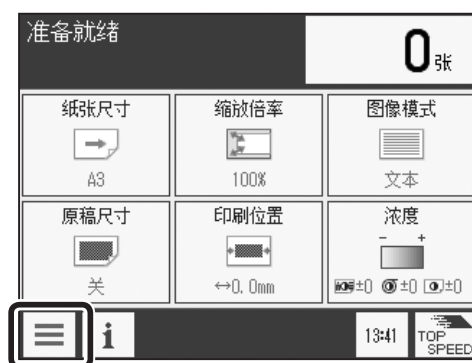 准备就绪
0张
纸张尺寸
缩放倍率
图像模式
A3
100%
文本
原稿尺寸
印刷位置
浓度
- +
关
↔0.0mm
±0 ±0 ±0
i
13:41
TOP
SPEED